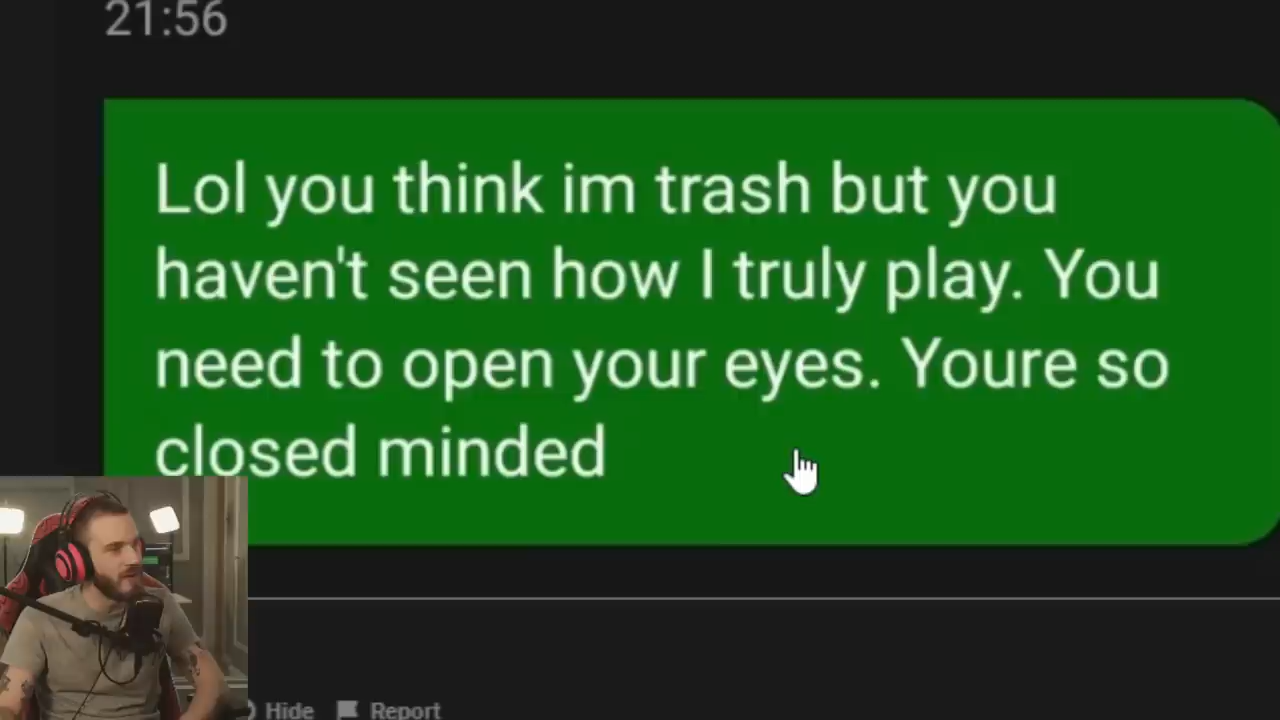 21:56
Lol you think im trash but you
haven't seen how I truly play. You
need to open your eyes. Youre so
closed minded
Hide Report